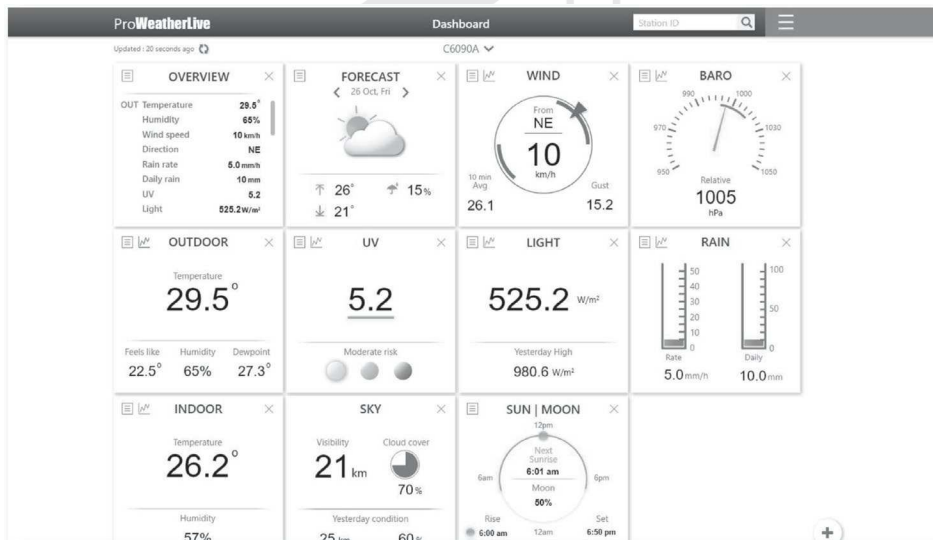 ProWeatherLive
Dashboard
Station ID
Updated : 20 seconds ago
C6090A
OVERVIEW
OUT Temperature 29.5°
Humidity 65%
Wind speed 10 km/h
Direction NE
Rain rate 5.0 mm/h
Daily rain 10 mm
UV 5.2
Light 525.2 W/m²
FORECAST
26 Oct, Fri
26° 15%
21°
WIND
From
NE
10
km/h
10 min
Avg
26.1
Gust
15.2
BARO
990 1000
970 1030
950 1050
Relative
1005
hPa
OUTDOOR
Temperature
29.5°
Feels like Humidity Dewpoint
22.5° 65% 27.3°
UV
5.2
Moderate risk
LIGHT
525.2 W/m²
Yesterday High
980.6 W/m²
RAIN
50
40
30
20
10
0
Rate
5.0 mm/h
100
50
0
Daily
10.0 mm
INDOOR
Temperature
26.2°
Humidity
57%
SKY
Visibility Cloud cover
21 km
70%
Yesterday condition
25 km 60%
SUN | MOON
12pm
Next
Sunrise
6:01 am
6am 6pm
Moon
50%
Rise Set
6:00 am 12am 6:50 pm